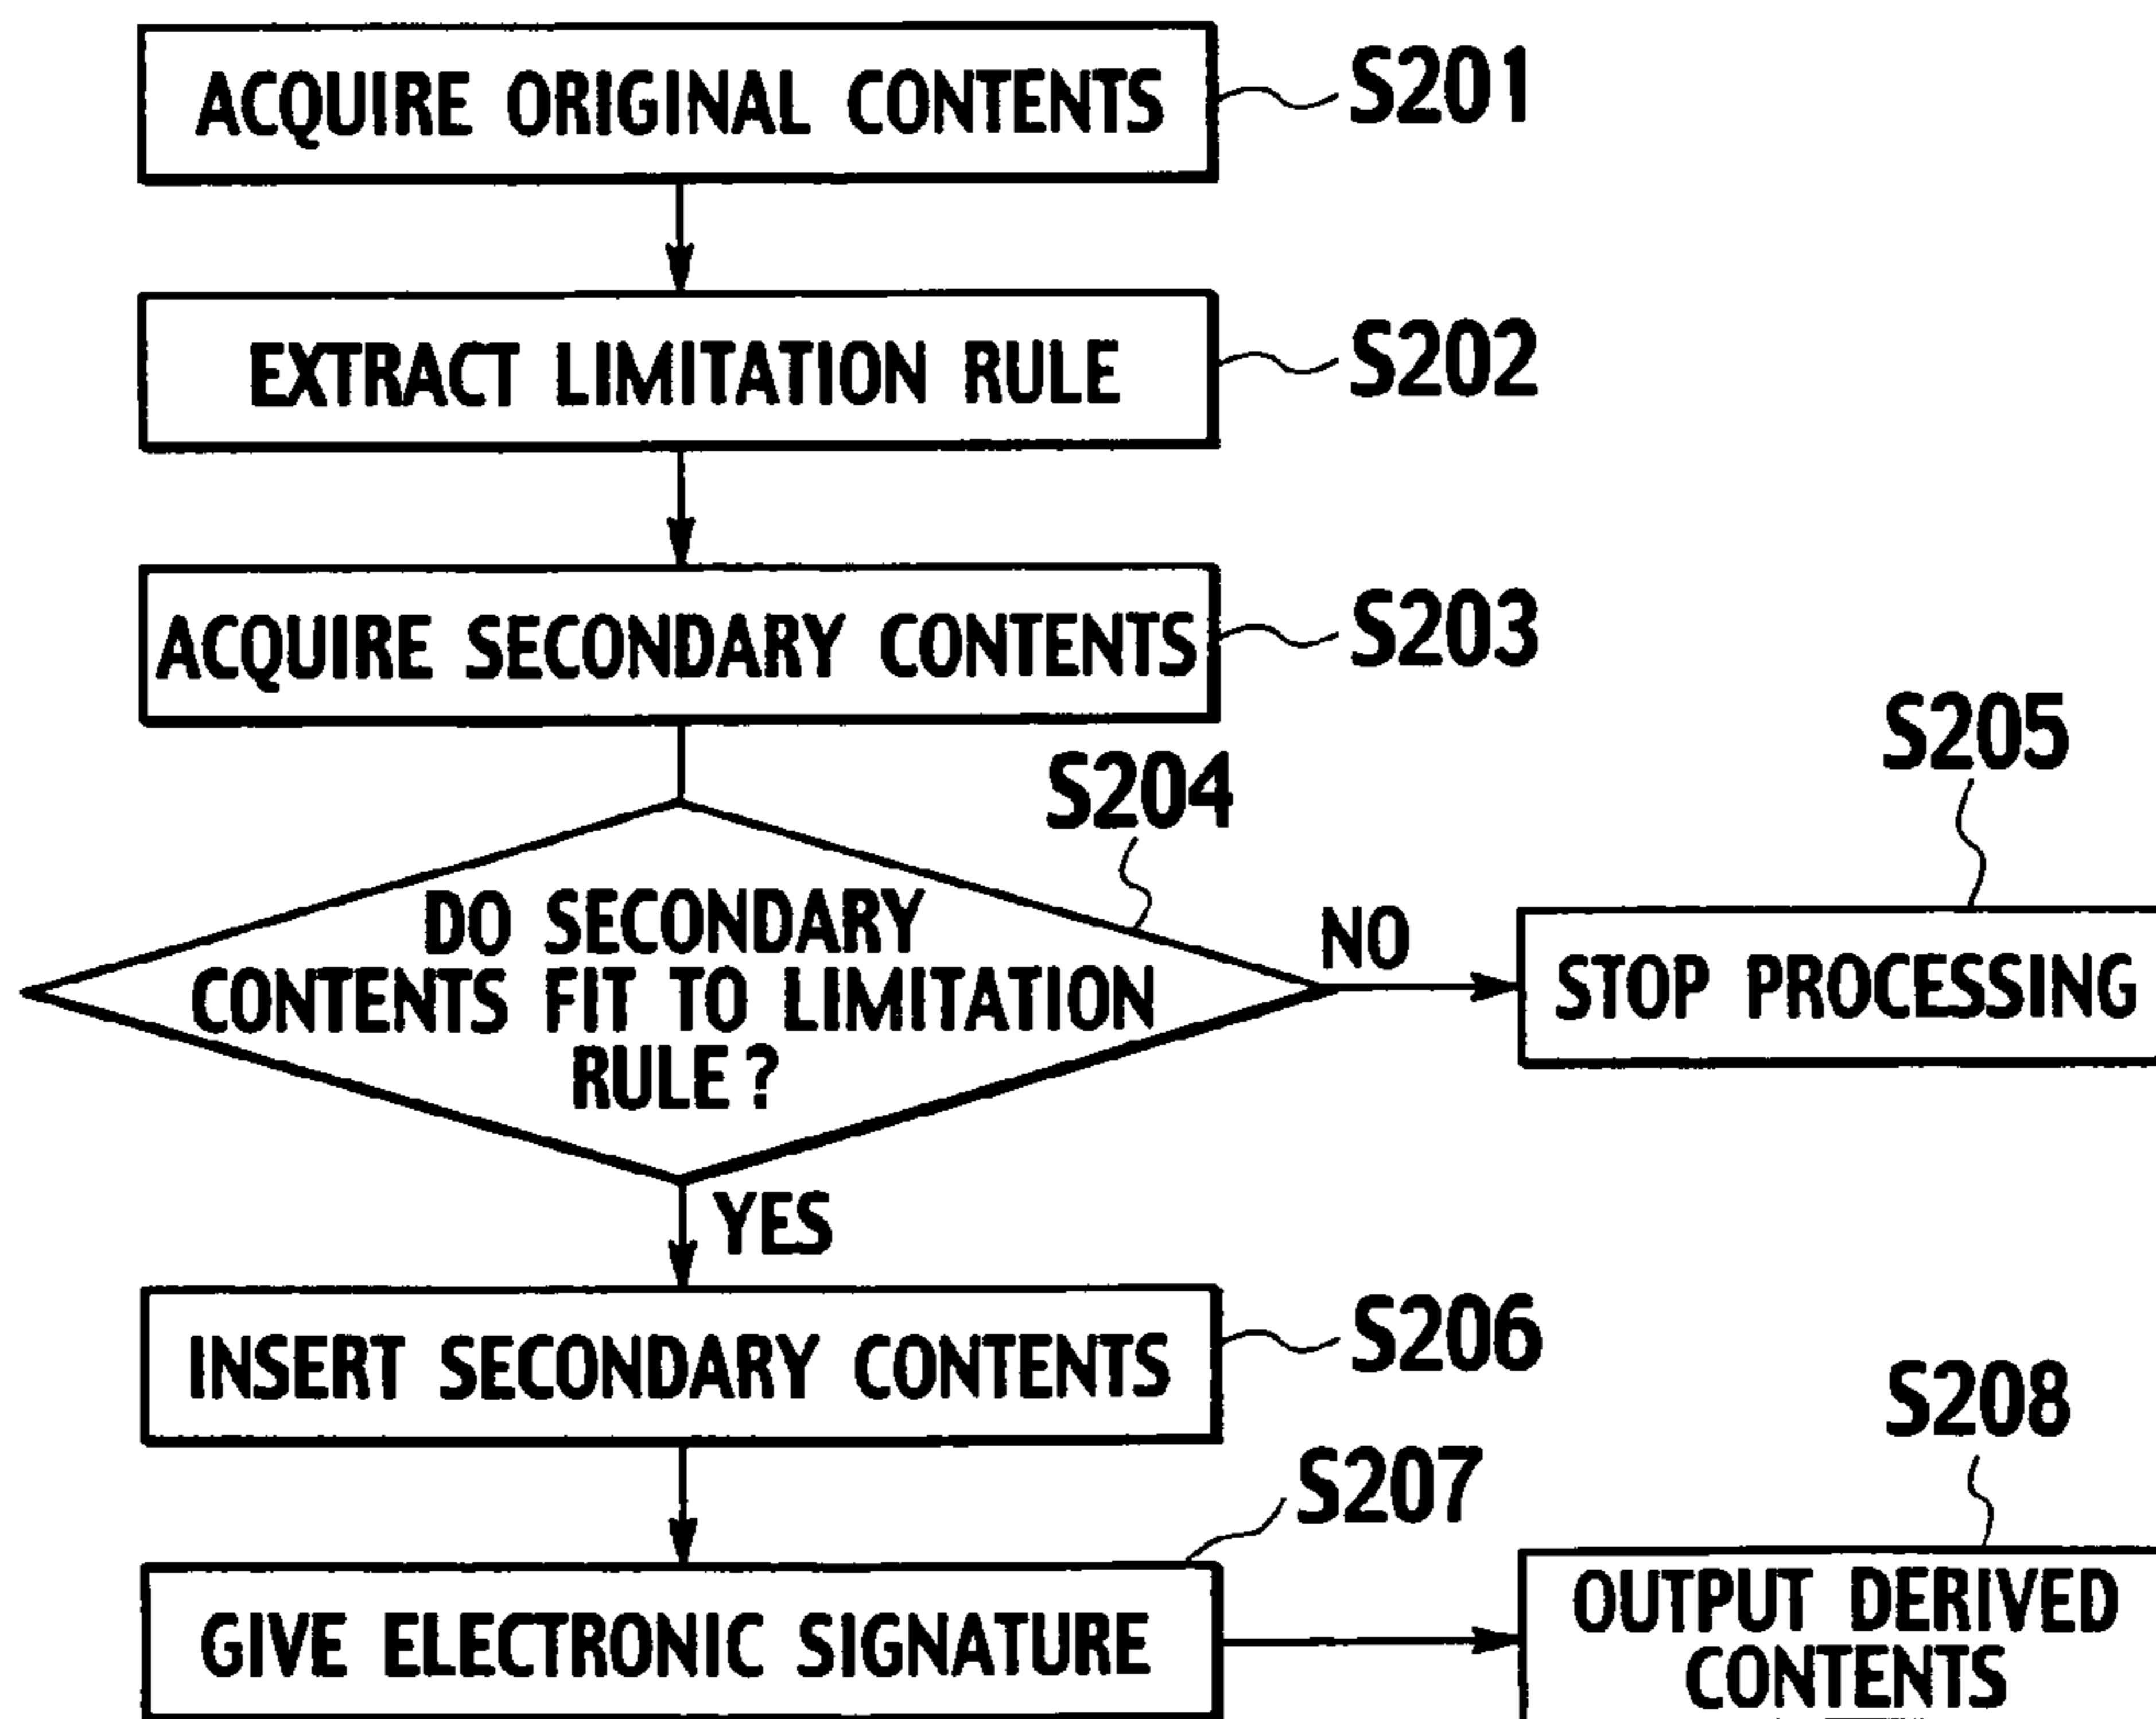 ACQUIRE ORIGINAL CONTENTS
S201
EXTRACT LIMITATION RULE
S202
ACQUIRE SECONDARY CONTENTS
S203
S204
S205
DO SECONDARY
CONTENTS FIT TO LIMITATION
RULE?
NO
STOP PROCESSING
YES
INSERT SECONDARY CONTENTS
S206
S207
S208
GIVE ELECTRONIC SIGNATURE
OUTPUT DERIVED
CONTENTS